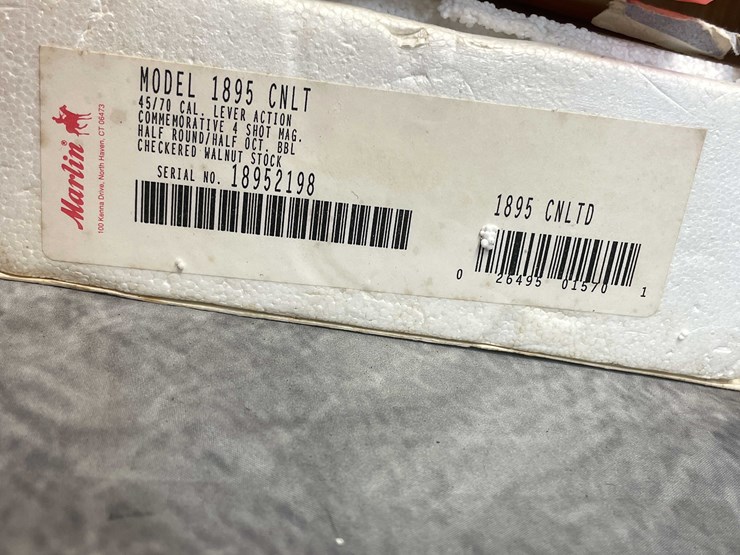 Marlin®
100 Kenna Drive, North Haven, CT 06473
MODEL 1895 CNLT
45/70 CAL. LEVER ACTION
COMMEMORATIVE 4 SHOT MAG.
HALF ROUND/HALF OCT. BBL
CHECKERED WALNUT STOCK
SERIAL NO. 18952198
1895 CNLTD
0 26495 01570 1